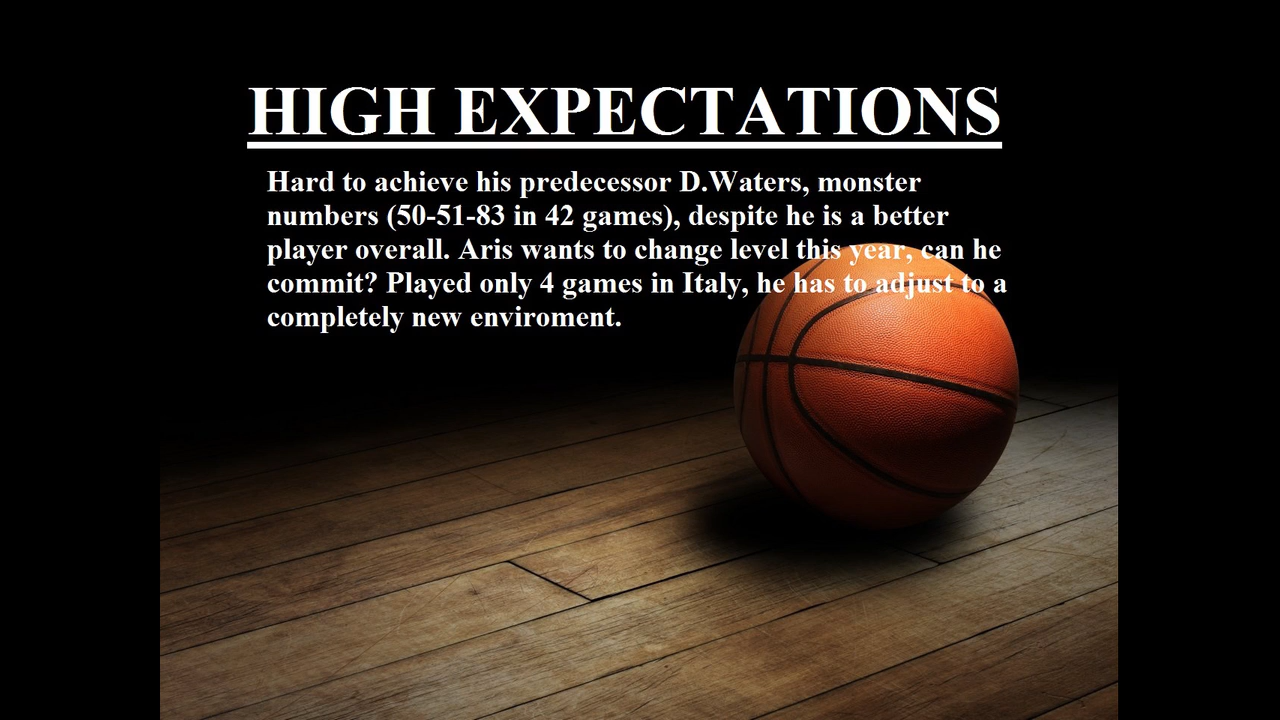 HIGH EXPECTATIONS
Hard to achieve his predecessor D.Waters, monster
numbers (50-51-83 in 42 games), despite he is a better
player overall. Aris wants to change level this year, can he
commit? Played only 4 games in Italy, he has to adjust to a
completely new enviroment.